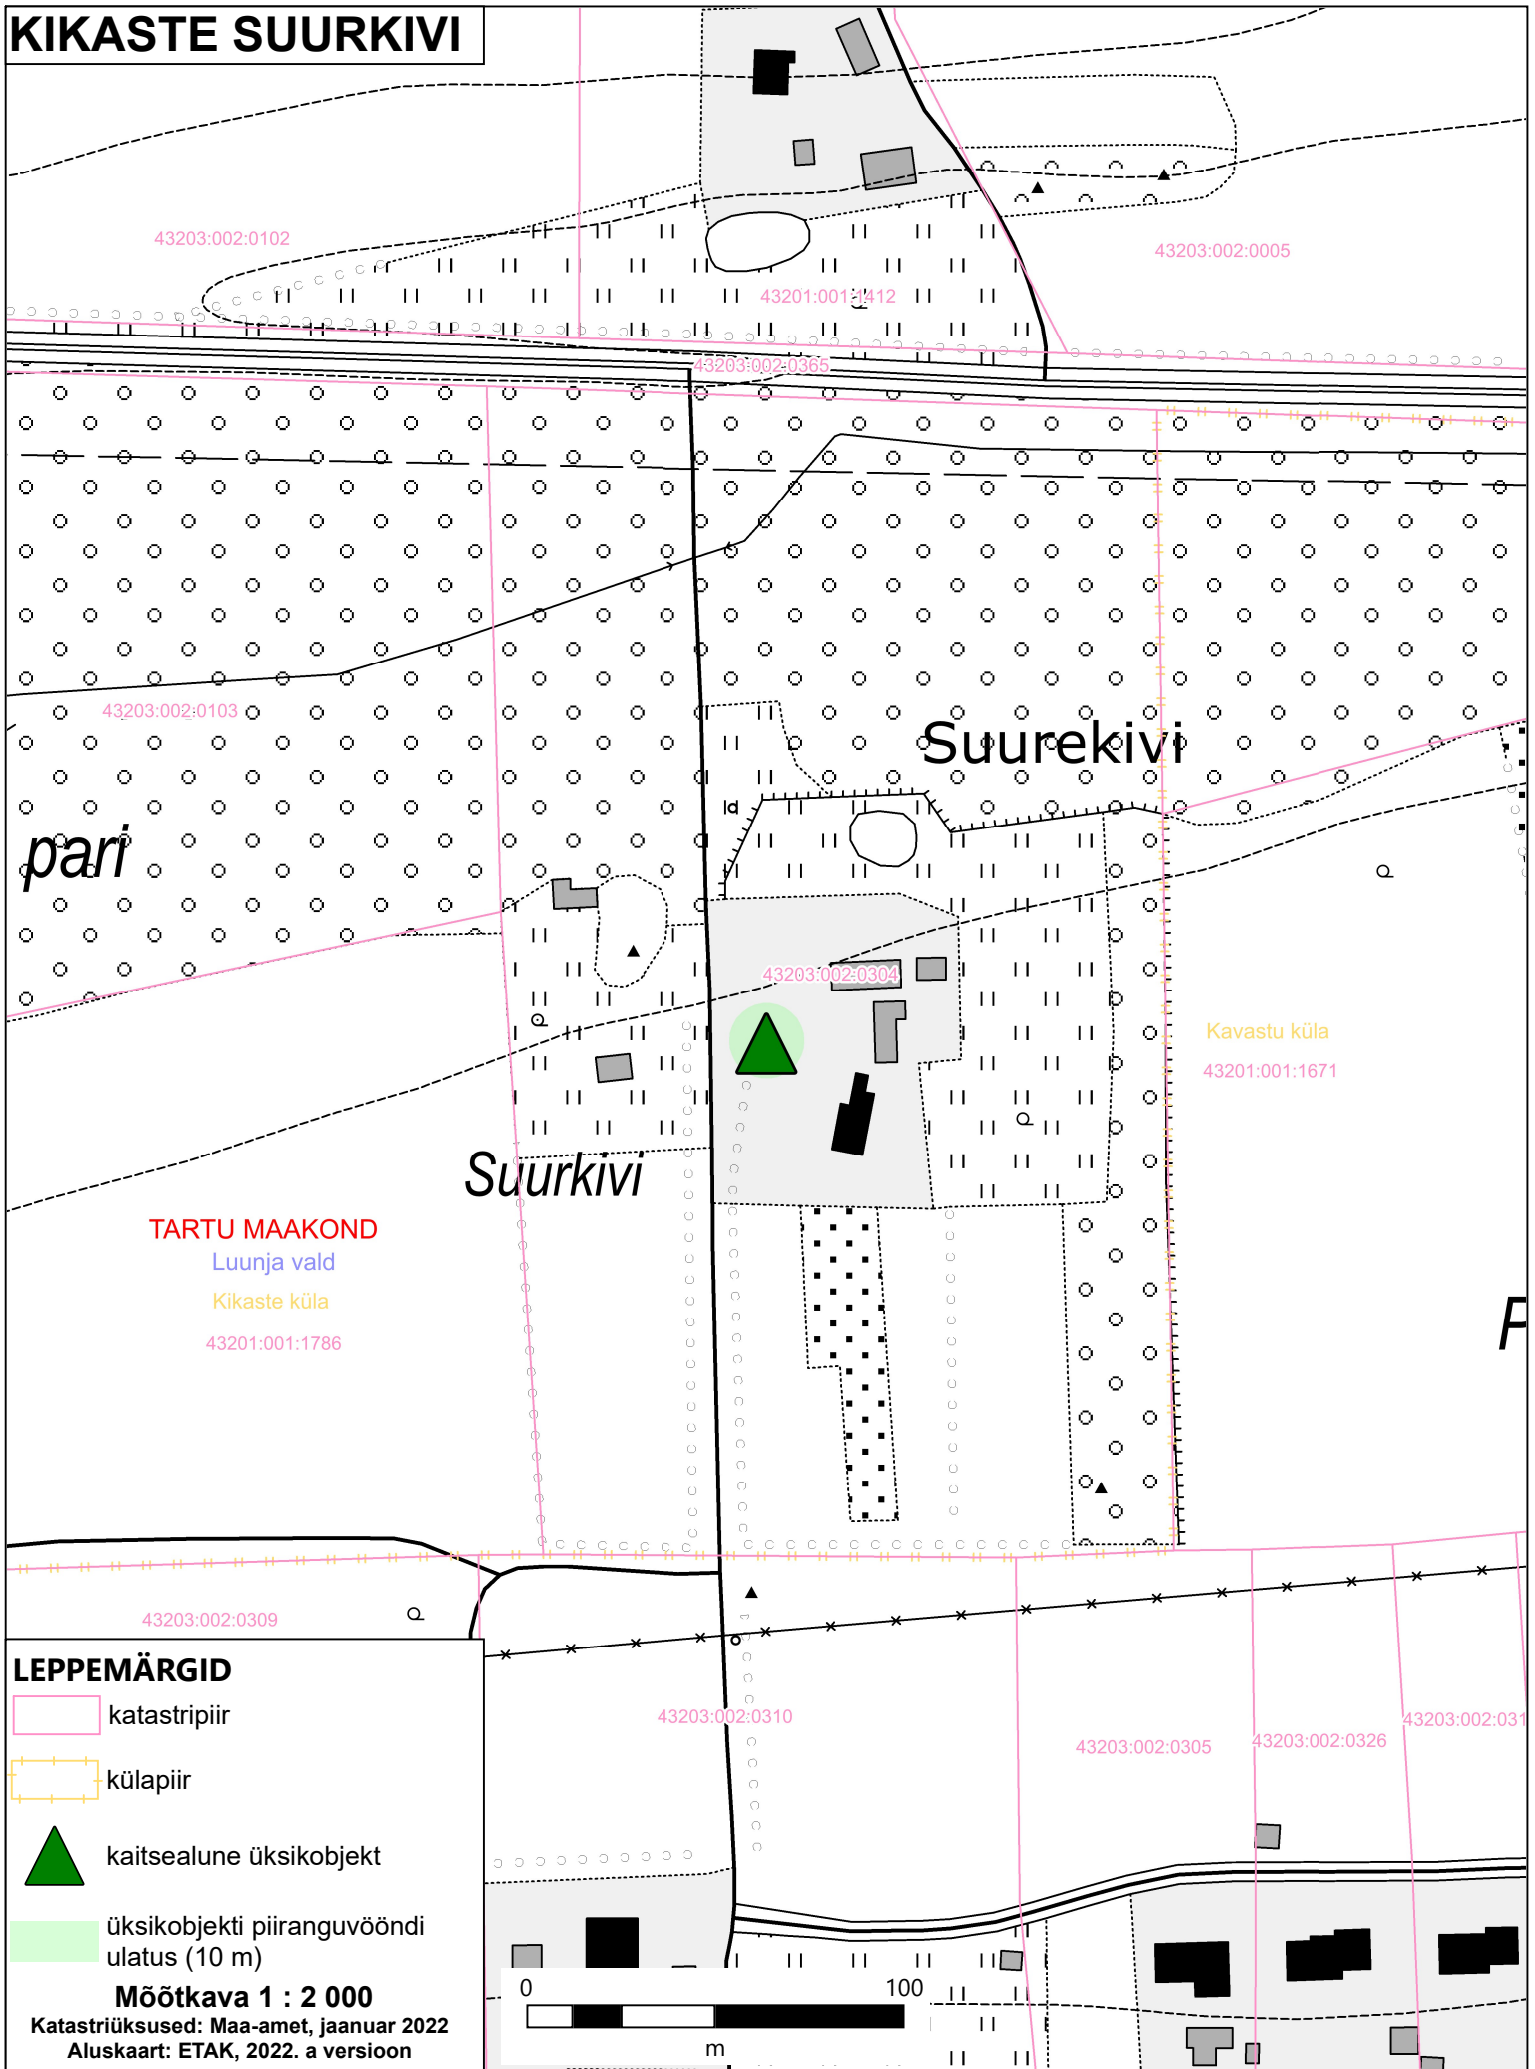 KIKASTE SUURKIVI
43203:002:0102
43203:002:0005
43201:001:1412
43203:002:0365
43203:002:0103
Suurekivi
pari
43203:002:0304
Kavastu küla
43201:001:1671
Suurkivi
TARTU MAAKOND
Luunja vald
Kikaste küla
43201:001:1786
P
43203:002:0309
43203:002:0310
43203:002:0305
43203:002:0326
43203:002:031
LEPPEMÄRGID
katastripiir
külapiir
kaitsealune üksikobjekt
üksikobjekti piiranguvööndi
ulatus (10 m)
Mõõtkava 1 : 2 000
Katastriüksused: Maa-amet, jaanuar 2022
Aluskaart: ETAK, 2022. a versioon
0 100
m